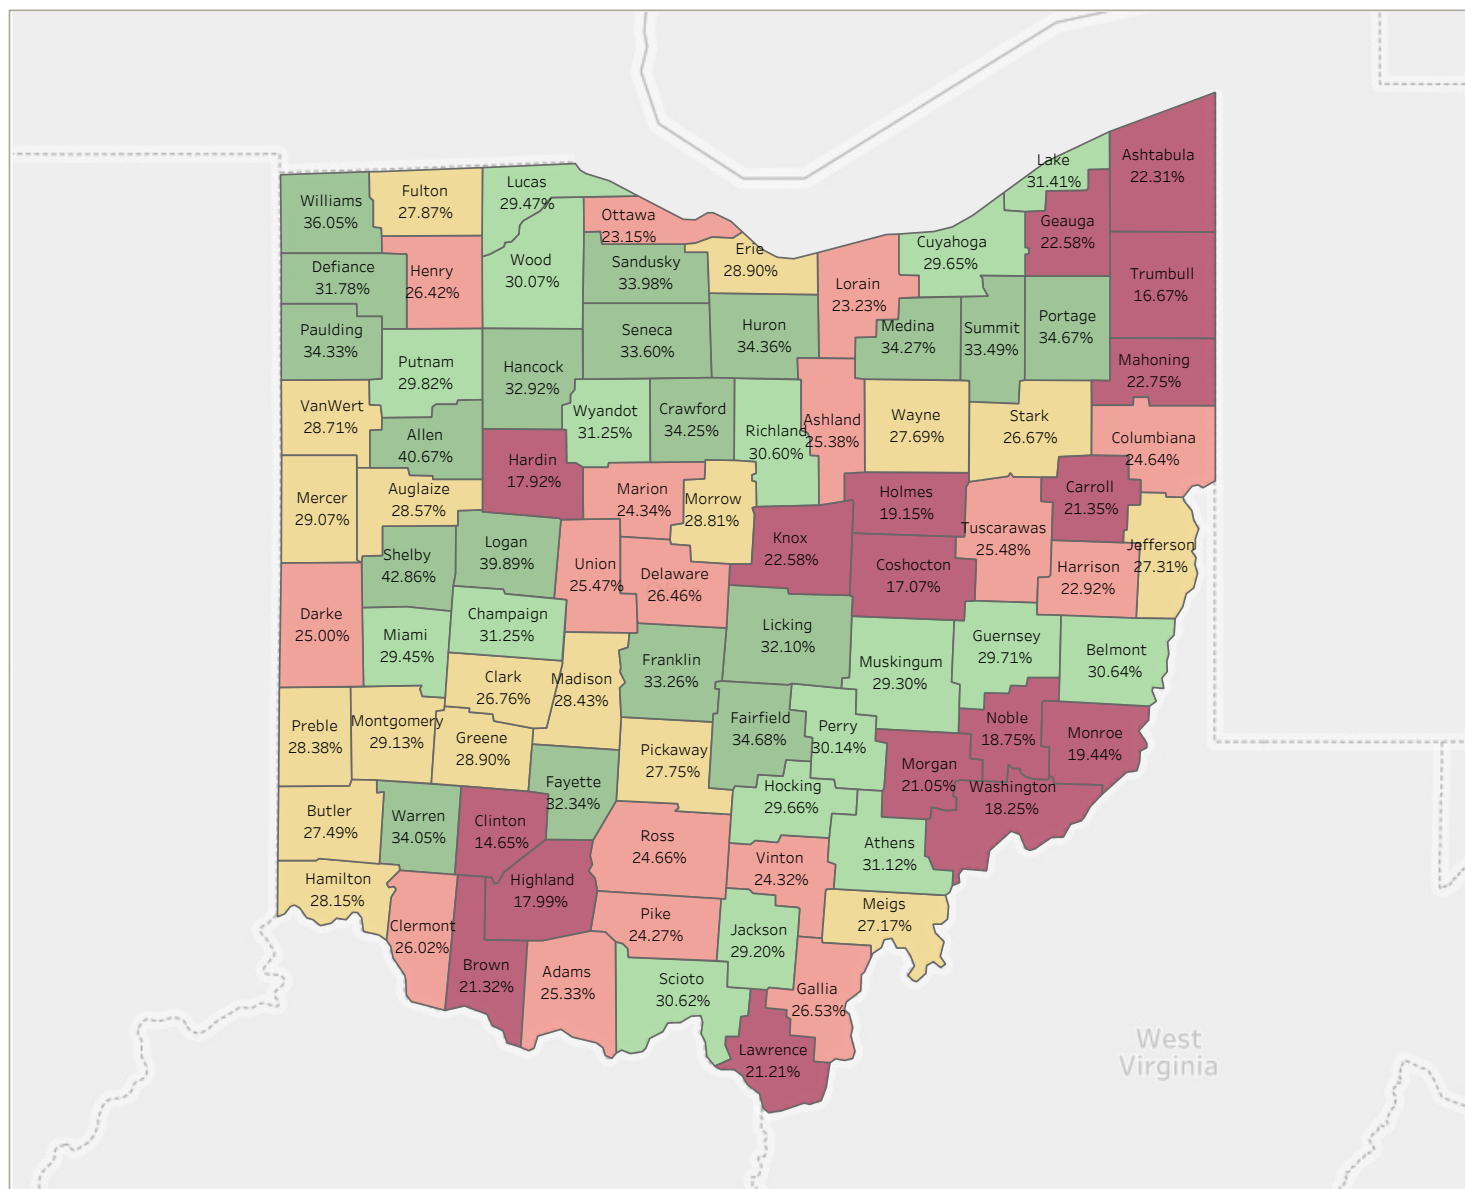 Lake
31.41%
Ashtabula
22.31%
Williams
36.05%
Fulton
27.87%
Lucas
29.47%
Ottawa
23.15%
Geauga
22.58%
Erie
28.90%
Cuyahoga
29.65%
Defiance
31.78%
Henry
26.42%
Wood
30.07%
Sandusky
33.98%
Lorain
23.23%
Trumbull
16.67%
Paulding
34.33%
Seneca
33.60%
Huron
34.36%
Medina
34.27%
Summit
33.49%
Portage
34.67%
Putnam
29.82%
Hancock
32.92%
Mahoning
22.75%
VanWert
28.71%
Allen
40.67%
Wyandot
31.25%
Crawford
34.25%
Richland
30.60%
Ashland
25.38%
Wayne
27.69%
Stark
26.67%
Columbiana
24.64%
Hardin
17.92%
Mercer
29.07%
Auglaize
28.57%
Marion
24.34%
Morrow
28.81%
Holmes
19.15%
Carroll
21.35%
Knox
22.58%
Tuscarawas
25.48%
Jefferson
27.31%
Shelby
42.86%
Logan
39.89%
Union
25.47%
Delaware
26.46%
Coshocton
17.07%
Harrison
22.92%
Darke
25.00%
Miami
29.45%
Champaign
31.25%
Licking
32.10%
Guernsey
29.71%
Belmont
30.64%
Clark
26.76%
Madison
28.43%
Franklin
33.26%
Muskingum
29.30%
Preble
28.38%
Montgomery
29.13%
Greene
28.90%
Pickaway
27.75%
Fairfield
34.68%
Perry
30.14%
Noble
18.75%
Monroe
19.44%
Morgan
21.05%
Washington
18.25%
Fayette
32.34%
Hocking
29.66%
Butler
27.49%
Warren
34.05%
Clinton
14.65%
Ross
24.66%
Vinton
24.32%
Athens
31.12%
Hamilton
28.15%
Highland
17.99%
Clermont
26.02%
Pike
24.27%
Jackson
29.20%
Meigs
27.17%
Brown
21.32%
Adams
25.33%
Scioto
30.62%
Gallia
26.53%
Lawrence
21.21%
West
Virginia